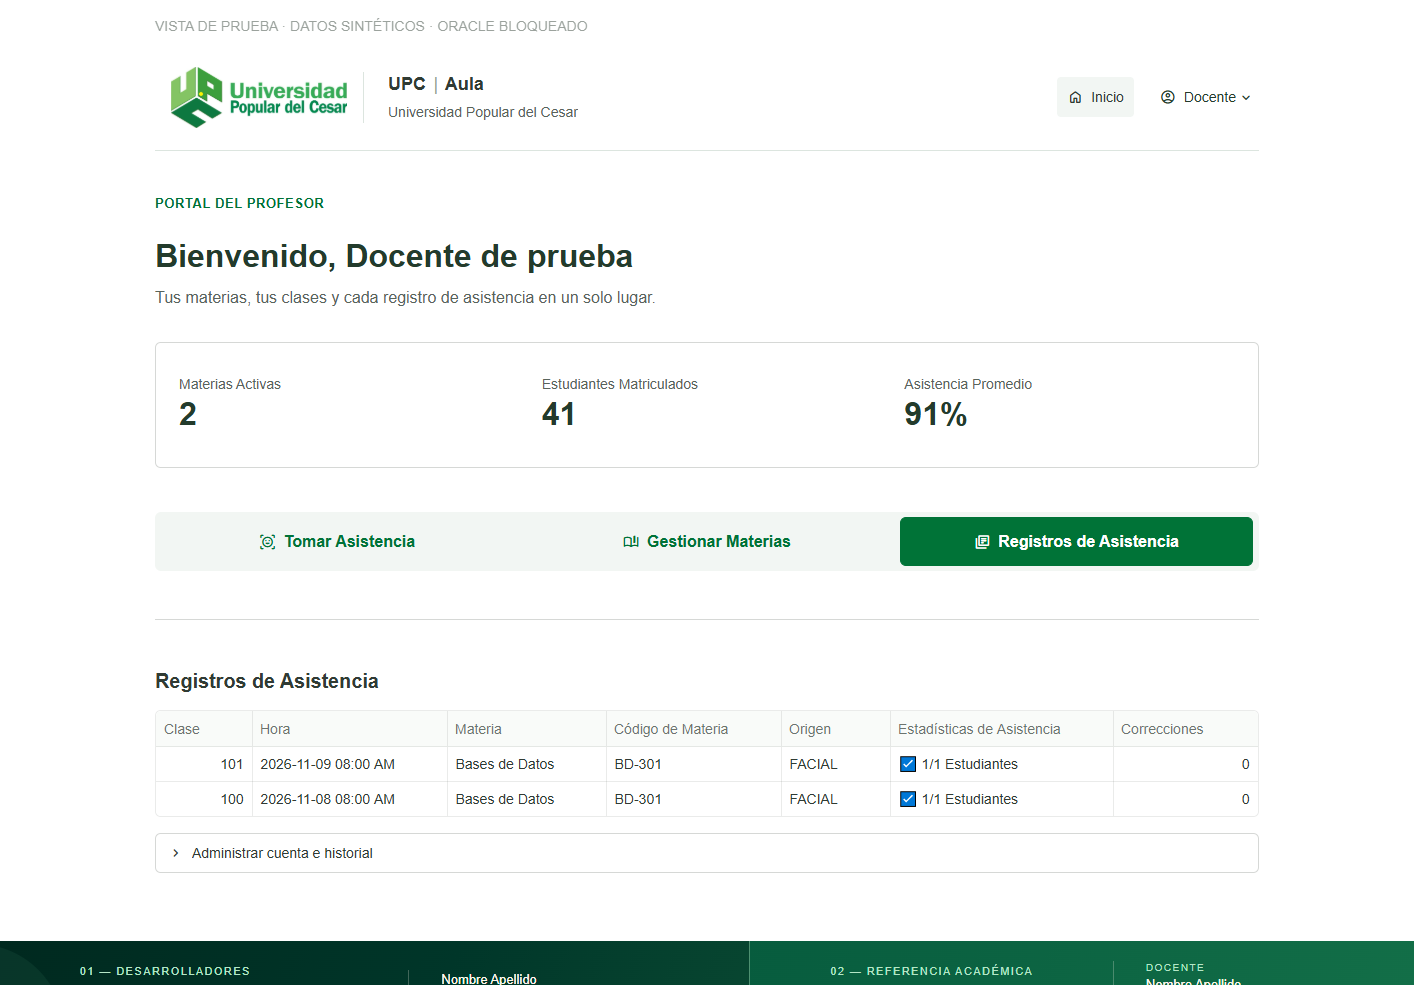 VISTA DE PRUEBA · DATOS SINTÉTICOS · ORACLE BLOQUEADO
Universidad
Popular del Cesar
UPC | Aula
Universidad Popular del Cesar
Inicio
Docente
PORTAL DEL PROFESOR
Bienvenido, Docente de prueba
Tus materias, tus clases y cada registro de asistencia en un solo lugar.
Materias Activas
2
Estudiantes Matriculados
41
Asistencia Promedio
91%
Tomar Asistencia
Gestionar Materias
Registros de Asistencia
Registros de Asistencia
Clase Hora Materia Código de Materia Origen Estadísticas de Asistencia Correcciones
101 2026-11-09 08:00 AM Bases de Datos BD-301 FACIAL 1/1 Estudiantes 0
100 2026-11-08 08:00 AM Bases de Datos BD-301 FACIAL 1/1 Estudiantes 0
Administrar cuenta e historial
01 — DESARROLLADORES
Nombre Apellido
02 — REFERENCIA ACADÉMICA
DOCENTE
Nombre Apellido